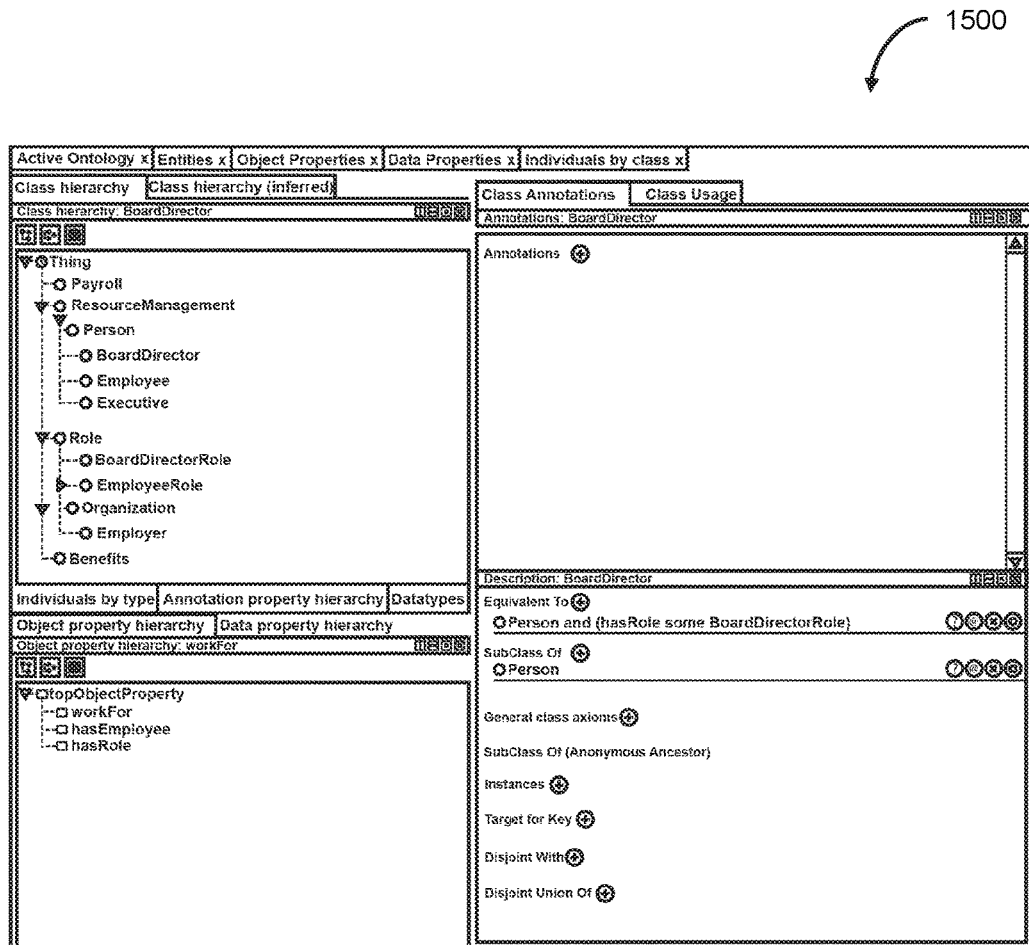 1500
Active Ontology x Entities x Object Properties x Data Properties x Individuals by class x
Class hierarchy Class hierarchy (inferred)
Class hierarchy: BoardDirector
Thing
Payroll
ResourceManagement
Person
BoardDirector
Employee
Executive
Role
BoardDirectorRole
EmployeeRole
Organization
Employer
Benefits
Individuals by type Annotation property hierarchy Datatypes
Object property hierarchy Data property hierarchy
Object property hierarchy: workFor
topObjectProperty
workFor
hasEmployee
hasRole
Class Annotations Class Usage
Annotations: BoardDirector
Annotations
Description: BoardDirector
Equivalent To
Person and (hasRole some BoardDirectorRole)
SubClass Of
Person
General class axioms
SubClass Of (Anonymous Ancestor)
Instances
Target for Key
Disjoint With
Disjoint Union Of